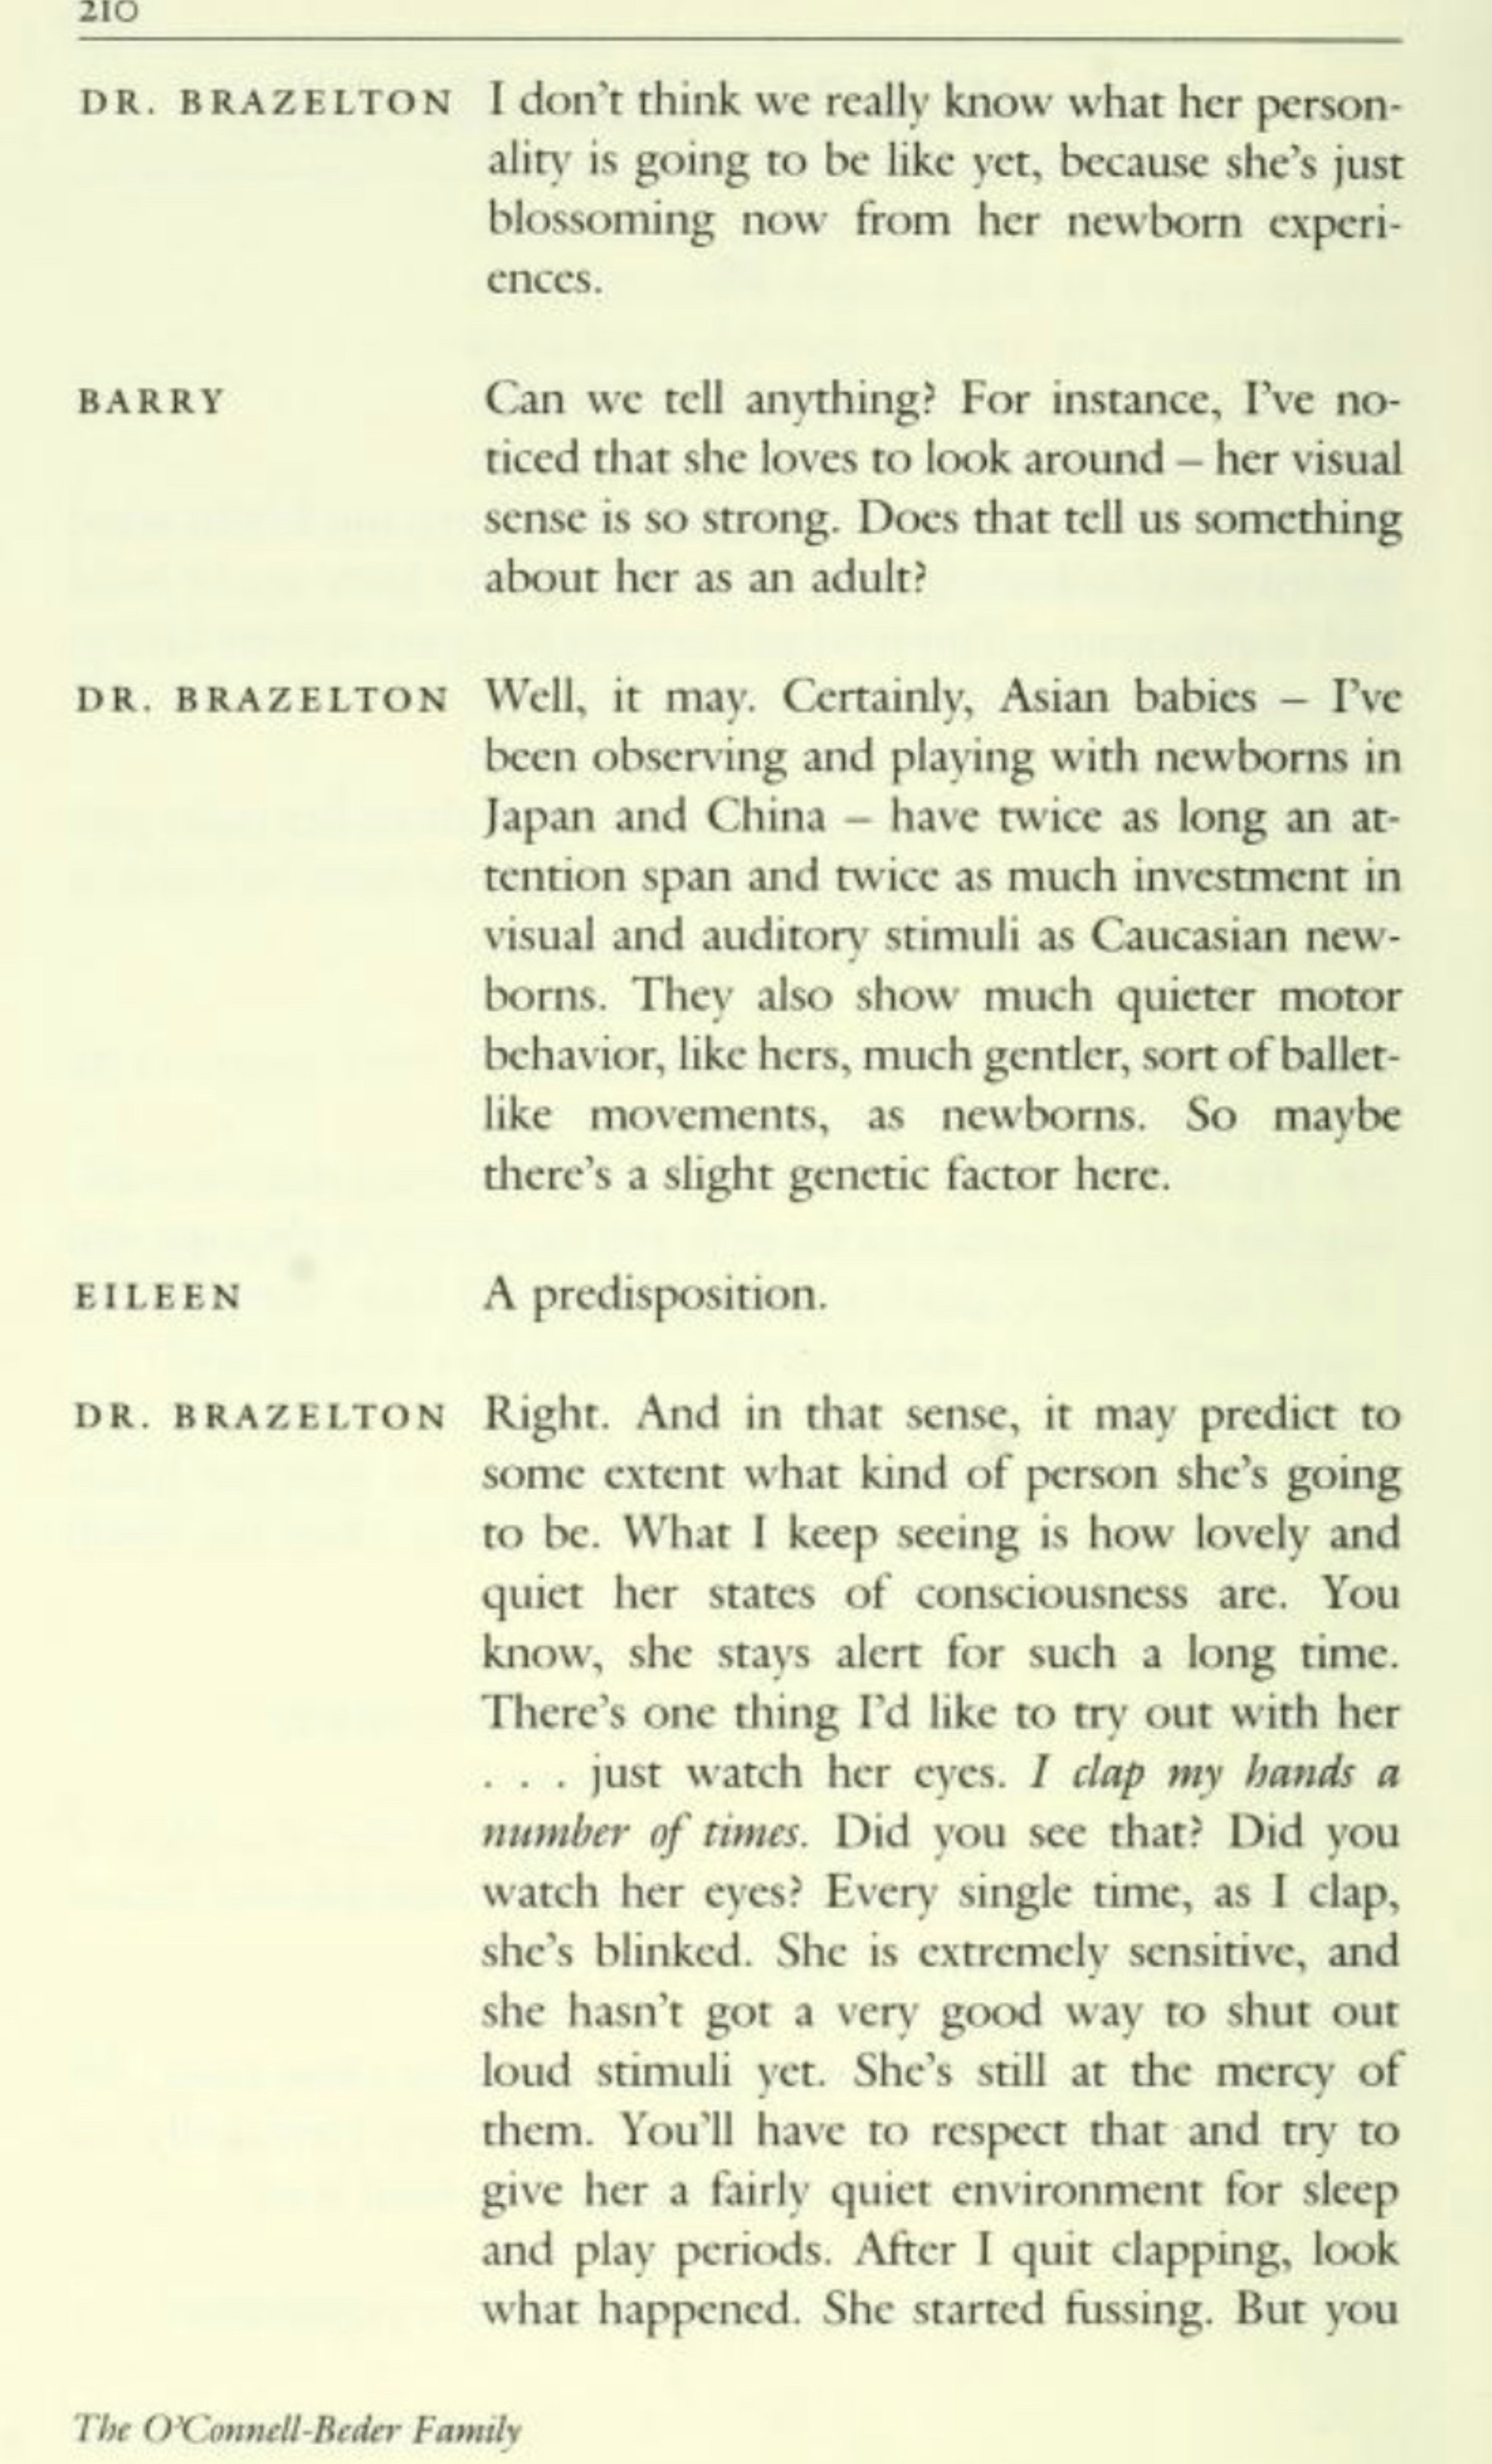 210
DR. BRAZELTON I don't think we really know what her person-
ality is going to be like yet, because she's just
blossoming now from her newborn experi-
ences.
BARRY Can we tell anything? For instance, I've no-
ticed that she loves to look around – her visual
sense is so strong. Does that tell us something
about her as an adult?
DR. BRAZELTON Well, it may. Certainly, Asian babies – I've
been observing and playing with newborns in
Japan and China – have twice as long an at-
tention span and twice as much investment in
visual and auditory stimuli as Caucasian new-
borns. They also show much quieter motor
behavior, like hers, much gentler, sort of ballet-
like movements, as newborns. So maybe
there's a slight genetic factor here.
EILEEN A predisposition.
DR. BRAZELTON Right. And in that sense, it may predict to
some extent what kind of person she's going
to be. What I keep seeing is how lovely and
quiet her states of consciousness are. You
know, she stays alert for such a long time.
There's one thing I'd like to try out with her
. . . just watch her eyes. I clap my hands a
number of times. Did you see that? Did you
watch her eyes? Every single time, as I clap,
she's blinked. She is extremely sensitive, and
she hasn't got a very good way to shut out
loud stimuli yet. She's still at the mercy of
them. You'll have to respect that and try to
give her a fairly quiet environment for sleep
and play periods. After I quit clapping, look
what happened. She started fussing. But you
The O'Connell-Beder Family